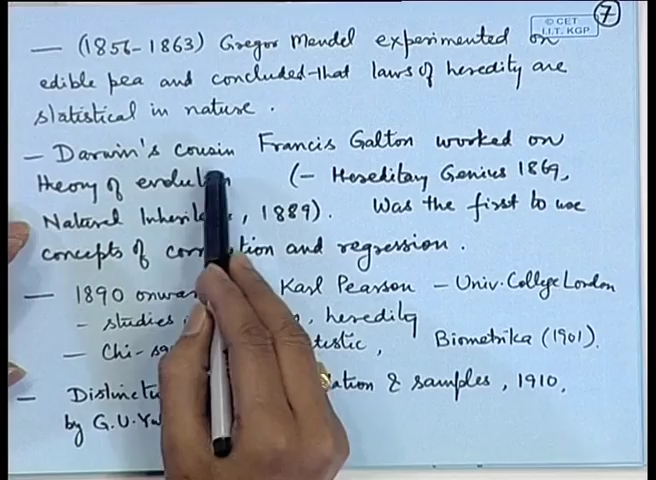 © CET
I.I.T. KGP
7
— (1856-1863) Gregor Mendel experimented on
edible pea and concluded that laws of heredity are
statistical in nature.
— Darwin's cousin Francis Galton worked on
theory of (— Hereditary Genius 1869,
Natural , 1889). Was the first to use
concepts of and regression.
— 1890 Karl Pearson — Univ. College London
— studies , heredity
— Chi- , Biometrika (1901).
— & samples, 1910,
by G.U.